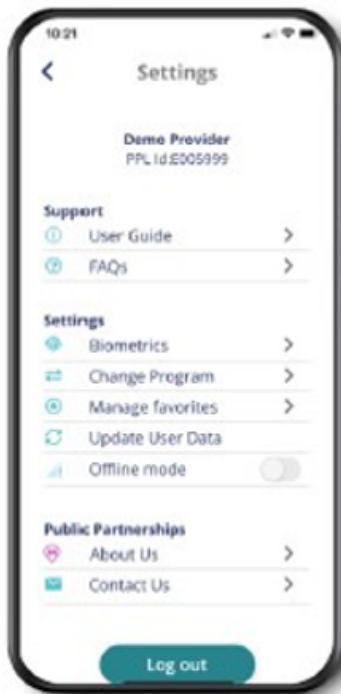 10:21
Settings
Demo Provider
PPL Id:E005999
Support
User Guide
FAQs
Settings
Biometrics
Change Program
Manage favorites
Update User Data
Offline mode
Public Partnerships
About Us
Contact Us
Log out